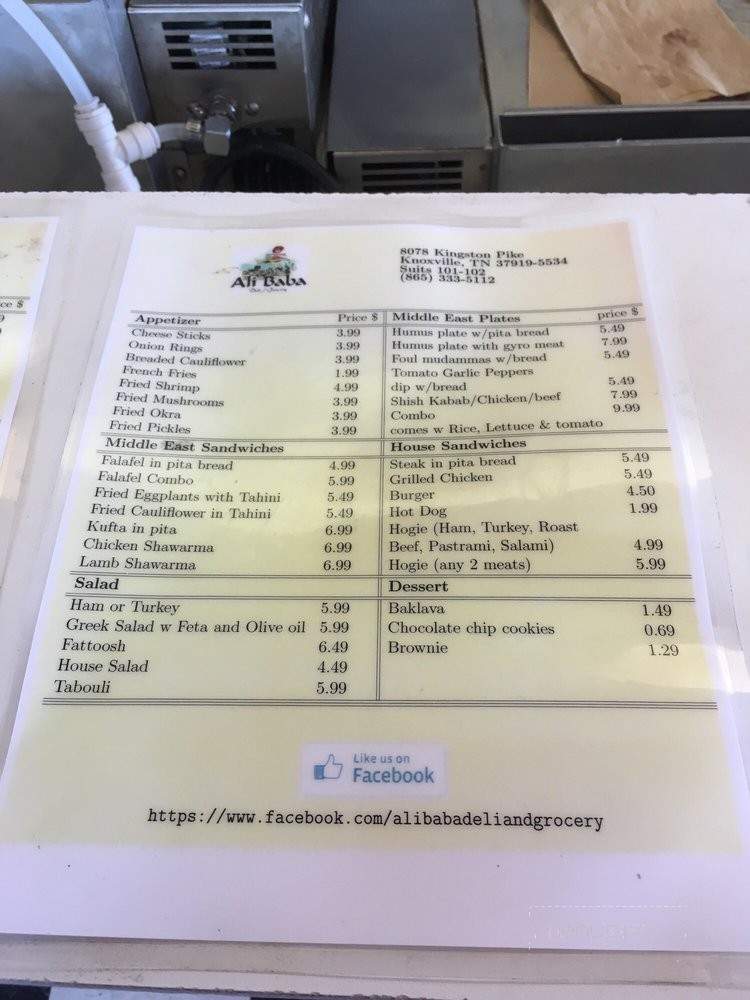 Ali Baba
8078 Kingston Pike
Knoxville, TN 37919-5534
Suits 101-102
(865) 333-5112
Appetizer Price $
Cheese Sticks 3.99
Onion Rings 3.99
Breaded Cauliflower 3.99
French Fries 1.99
Fried Shrimp 4.99
Fried Mushrooms 3.99
Fried Okra 3.99
Fried Pickles 3.99
Middle East Sandwiches
Falafel in pita bread 4.99
Falafel Combo 5.99
Fried Eggplants with Tahini 5.49
Fried Cauliflower in Tahini 5.49
Kufta in pita 6.99
Chicken Shawarma 6.99
Lamb Shawarma 6.99
Salad
Ham or Turkey 5.99
Greek Salad w Feta and Olive oil 5.99
Fattoosh 6.49
House Salad 4.49
Tabouli 5.99
Middle East Plates price $
Humus plate w/pita bread 5.49
Humus plate with gyro meat 7.99
Foul mudammas w/bread 5.49
Tomato Garlic Peppers
dip w/bread 5.49
Shish Kabab/Chicken/beef 7.99
Combo 9.99
comes w Rice, Lettuce & tomato
House Sandwiches
Steak in pita bread 5.49
Grilled Chicken 5.49
Burger 4.50
Hot Dog 1.99
Hogie (Ham, Turkey, Roast
Beef, Pastrami, Salami) 4.99
Hogie (any 2 meats) 5.99
Dessert
Baklava 1.49
Chocolate chip cookies 0.69
Brownie 1.29
Like us on
Facebook
https://www.facebook.com/alibabadeliandgrocery